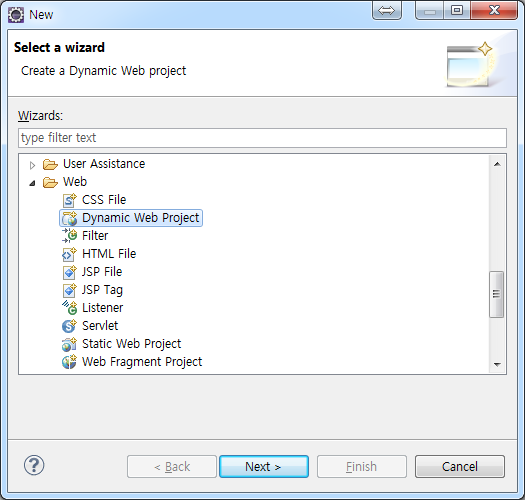 New
Select a wizard
Create a Dynamic Web project
Wizards:
type filter text
User Assistance
Web
CSS File
Dynamic Web Project
Filter
HTML File
JSP File
JSP Tag
Listener
Servlet
Static Web Project
Web Fragment Project
?
< Back
Next >
Finish
Cancel